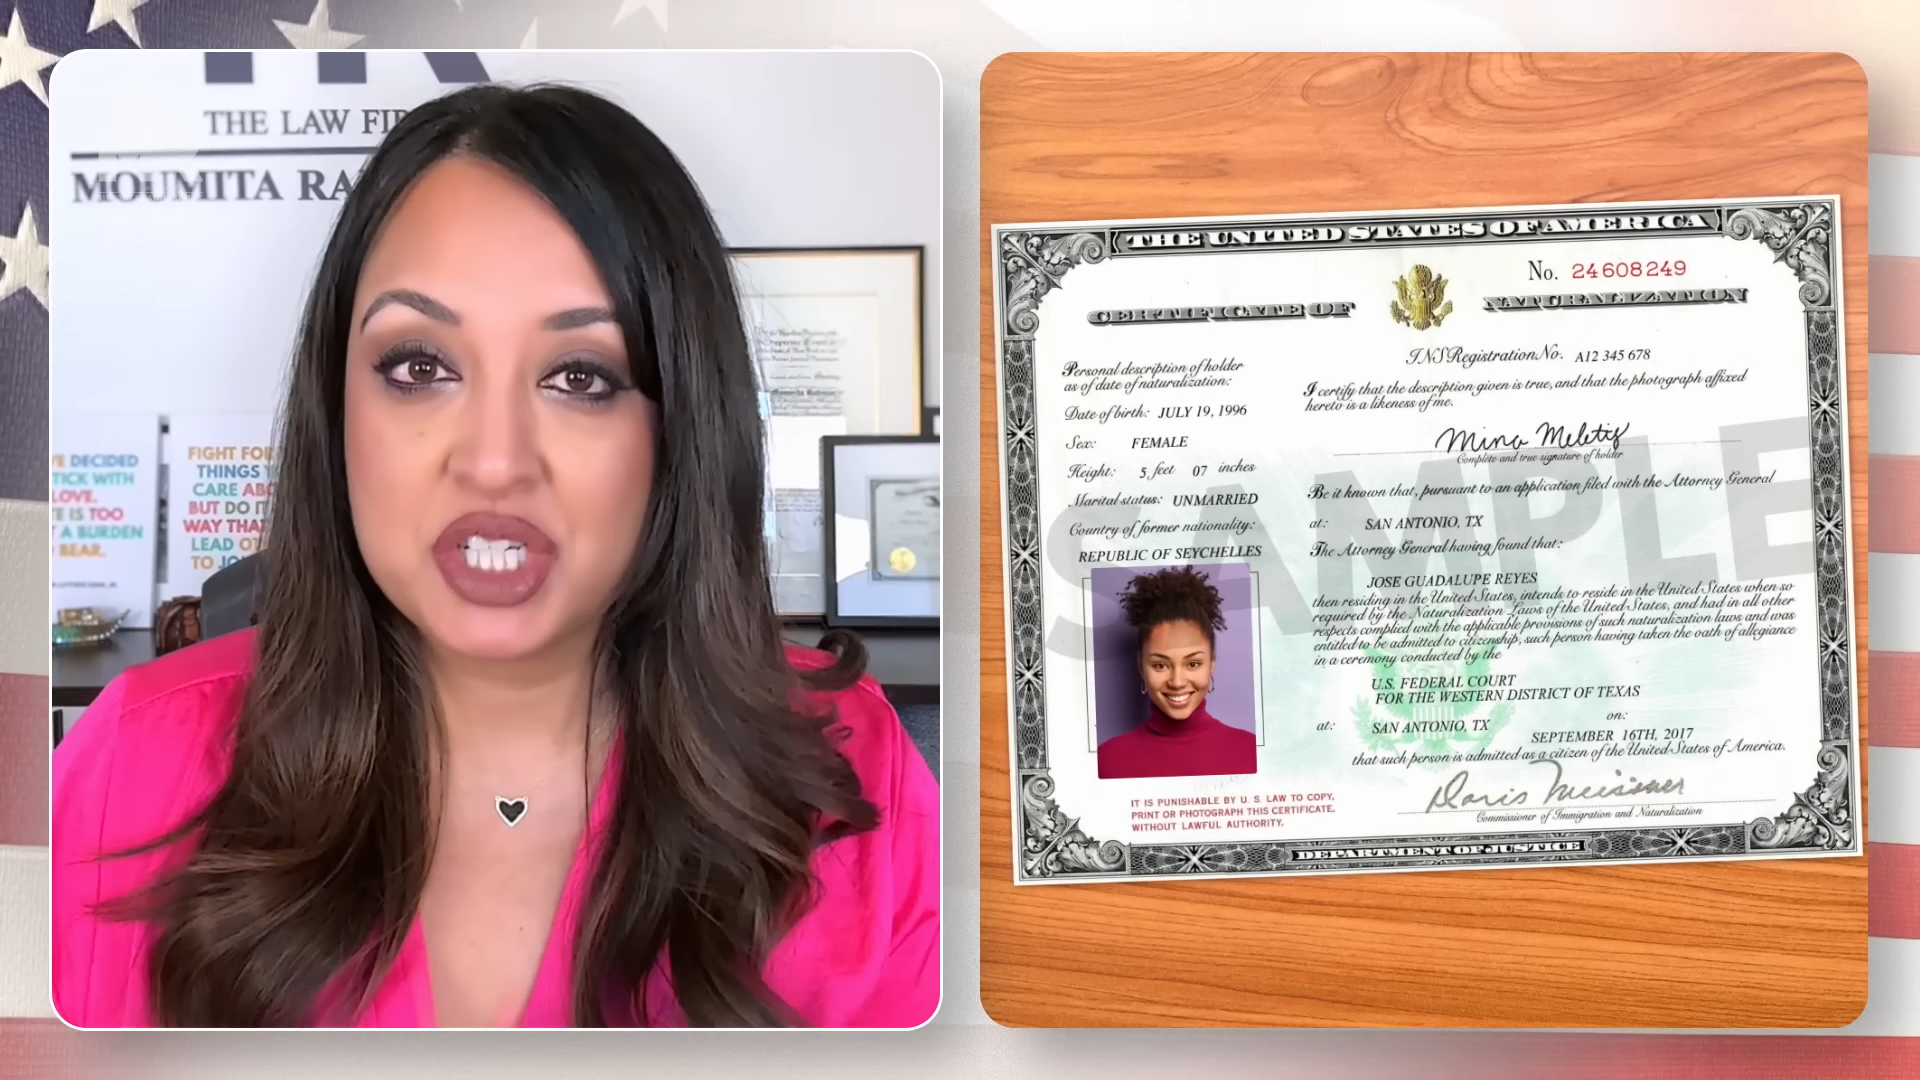 THE LAW FIR
MOUMITA RA
E DECIDED
TICK WITH
LOVE.
E IS TOO
A BURDEN
BEAR.
FIGHT FOR
THINGS Y
CARE ABO
BUT DO IT
WAY THA
LEAD OT
TO JO
Supreme Court
THE UNITED STATES OF AMERICA
No. 24608249
CERTIFICATE OF NATURALIZATION
Personal description of holder
as of date of naturalization:
Date of birth: JULY 19, 1996
Sex: FEMALE
Height: 5 feet 07 inches
Marital status: UNMARRIED
Country of former nationality:
REPUBLIC OF SEYCHELLES
INS Registration No. A12 345 678
I certify that the description given is true, and that the photograph affixed
hereto is a likeness of me.
Mina Meletis
Complete and true signature of holder
Be it known that, pursuant to an application filed with the Attorney General
at: SAN ANTONIO, TX
The Attorney General having found that:
JOSE GUADALUPE REYES
then residing in the United States, intends to reside in the United States when so
required by the Naturalization Laws of the United States, and had in all other
respects complied with the applicable provisions of such naturalization laws and was
entitled to be admitted to citizenship, such person having taken the oath of allegiance
in a ceremony conducted by the
U.S. FEDERAL COURT
FOR THE WESTERN DISTRICT OF TEXAS
on:
at: SAN ANTONIO, TX SEPTEMBER 16TH, 2017
that such person is admitted as a citizen of the United States of America.
Doris Meissner
Commissioner of Immigration and Naturalization
IT IS PUNISHABLE BY U. S. LAW TO COPY,
PRINT OR PHOTOGRAPH THIS CERTIFICATE,
WITHOUT LAWFUL AUTHORITY.
DEPARTMENT OF JUSTICE
SAMPLE